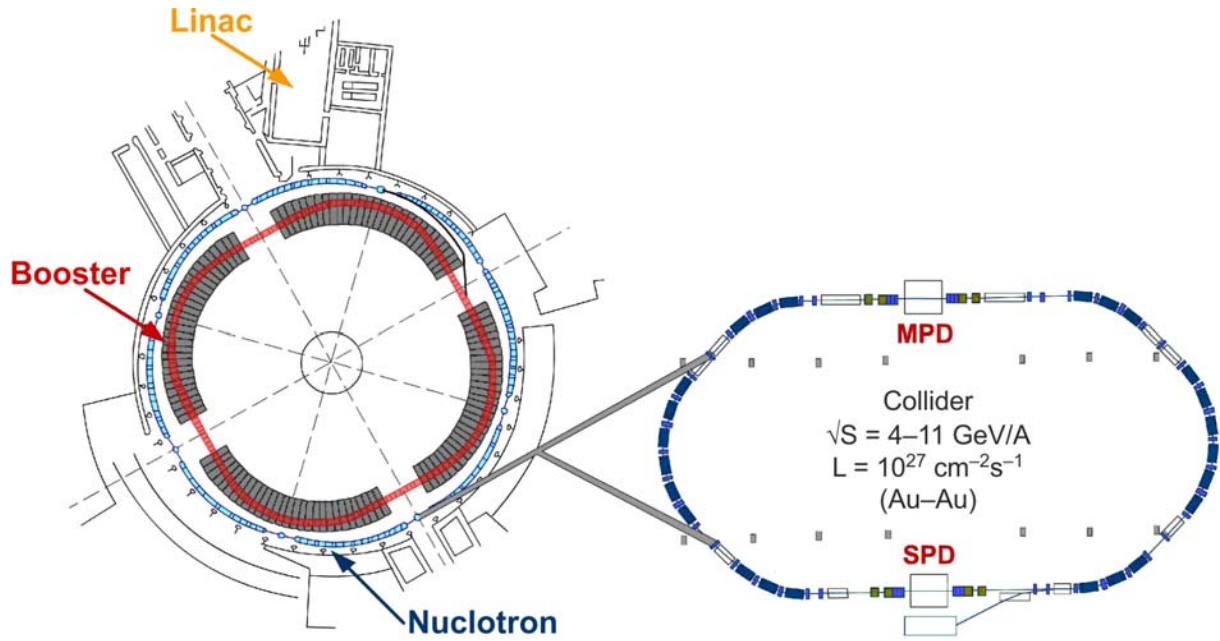 Linac
Booster
MPD
Collider
√S = 4–11 GeV/A
L = 10²⁷ cm⁻²s⁻¹
(Au–Au)
SPD
Nuclotron